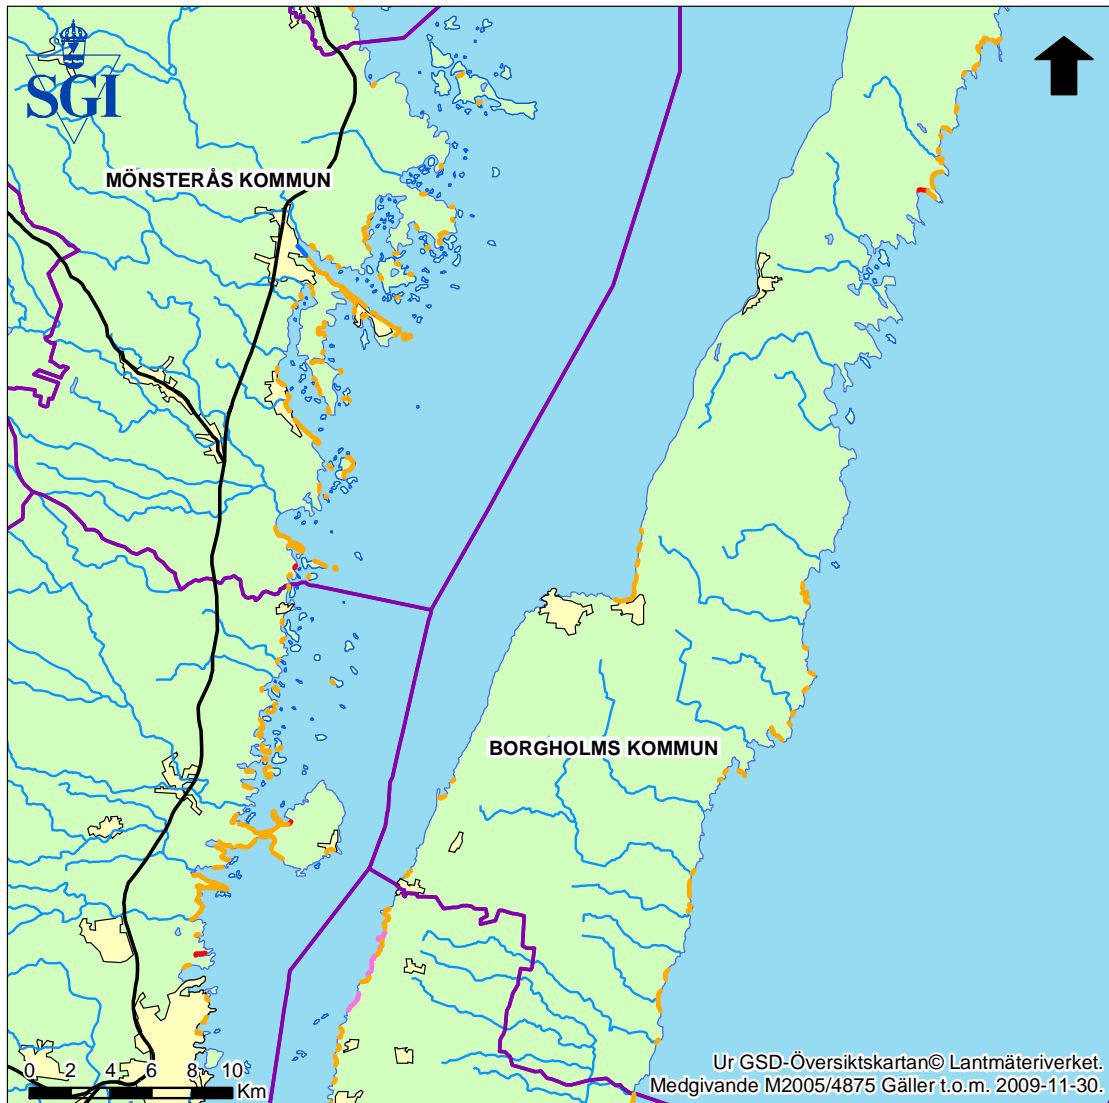 SGI
MÖNSTERÅS KOMMUN
BORGHOLMS KOMMUN
0 2 4 6 8 10
Km
Ur GSD-Översiktskartan© Lantmäteriverket.
Medgivande M2005/4875 Gäller t.o.m. 2009-11-30.